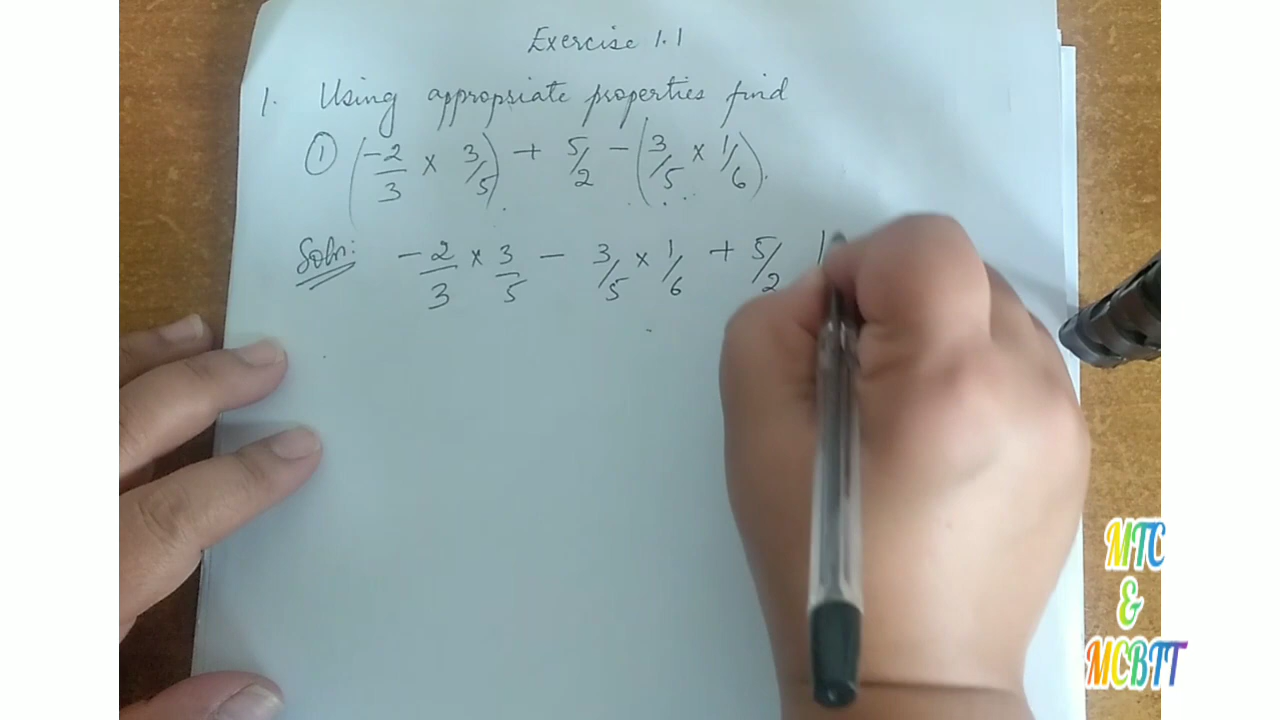 Exercise 1.1
1. Using appropriate properties find
① (-2/3 × 3/5) + 5/2 - (3/5 × 1/6).
Soln: -2/3 × 3/5 - 3/5 × 1/6 + 5/2
MTC
&
MCBTT